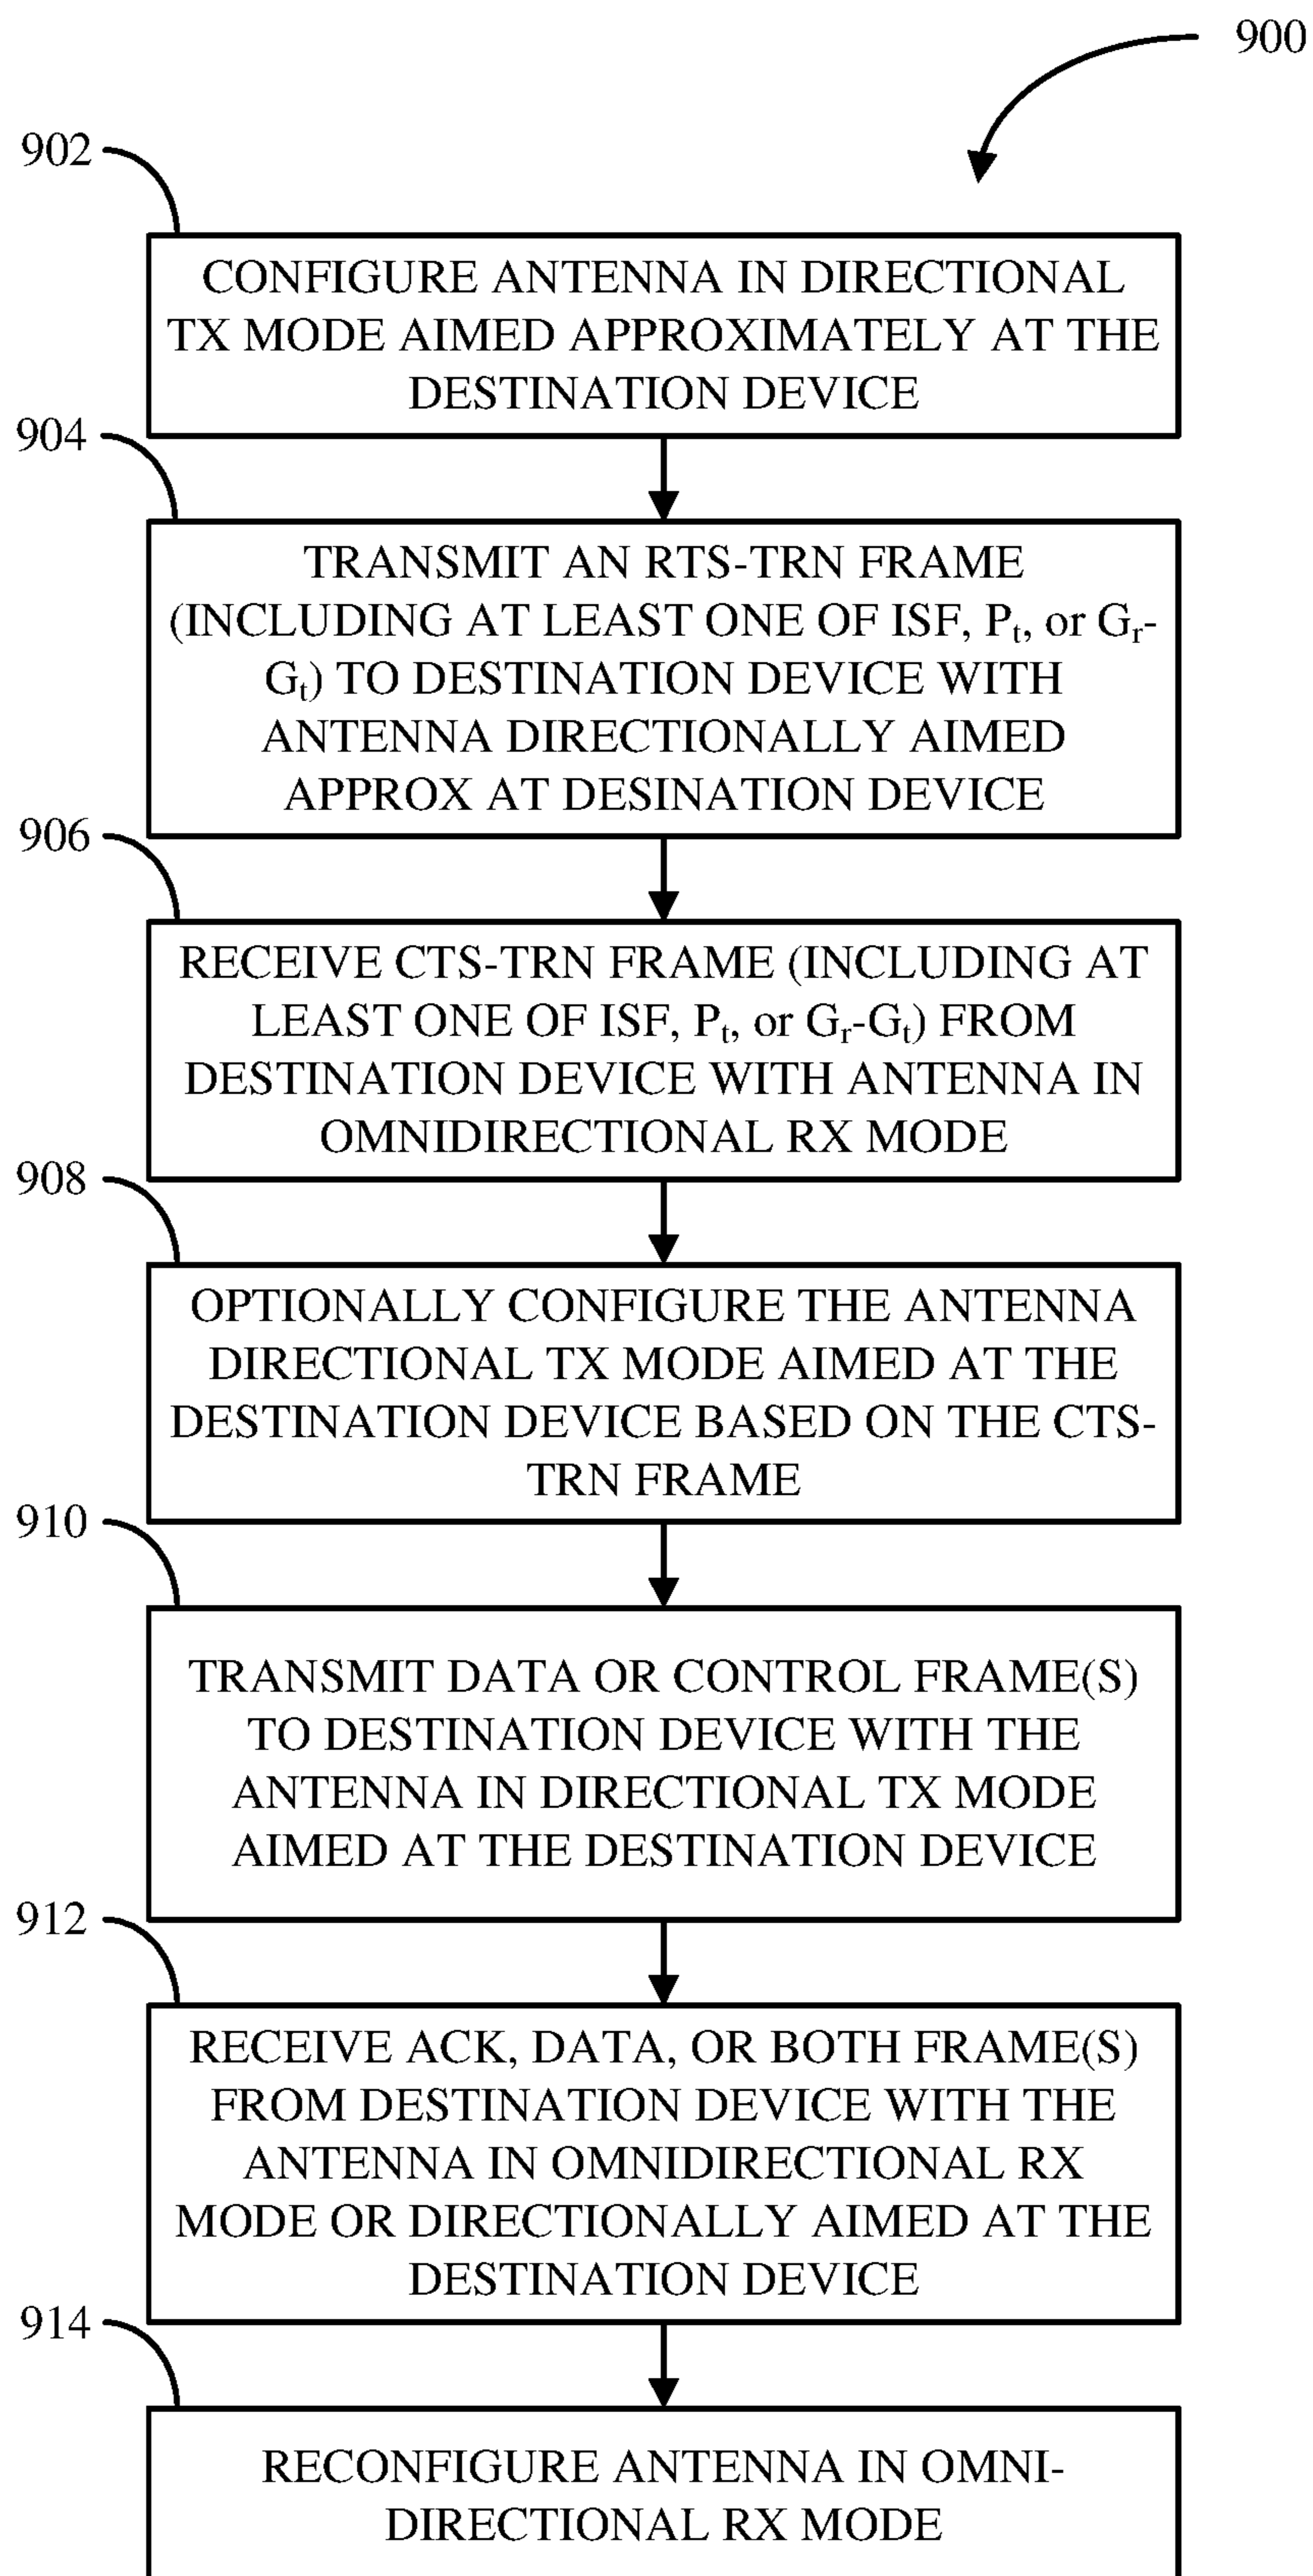 900
902
CONFIGURE ANTENNA IN DIRECTIONAL
TX MODE AIMED APPROXIMATELY AT THE
DESTINATION DEVICE
904
TRANSMIT AN RTS-TRN FRAME
(INCLUDING AT LEAST ONE OF ISF, Pt, or Gr-
Gt) TO DESTINATION DEVICE WITH
ANTENNA DIRECTIONALLY AIMED
APPROX AT DESINATION DEVICE
906
RECEIVE CTS-TRN FRAME (INCLUDING AT
LEAST ONE OF ISF, Pt, or Gr-Gt) FROM
DESTINATION DEVICE WITH ANTENNA IN
OMNIDIRECTIONAL RX MODE
908
OPTIONALLY CONFIGURE THE ANTENNA
DIRECTIONAL TX MODE AIMED AT THE
DESTINATION DEVICE BASED ON THE CTS-
TRN FRAME
910
TRANSMIT DATA OR CONTROL FRAME(S)
TO DESTINATION DEVICE WITH THE
ANTENNA IN DIRECTIONAL TX MODE
AIMED AT THE DESTINATION DEVICE
912
RECEIVE ACK, DATA, OR BOTH FRAME(S)
FROM DESTINATION DEVICE WITH THE
ANTENNA IN OMNIDIRECTIONAL RX
MODE OR DIRECTIONALLY AIMED AT THE
DESTINATION DEVICE
914
RECONFIGURE ANTENNA IN OMNI-
DIRECTIONAL RX MODE